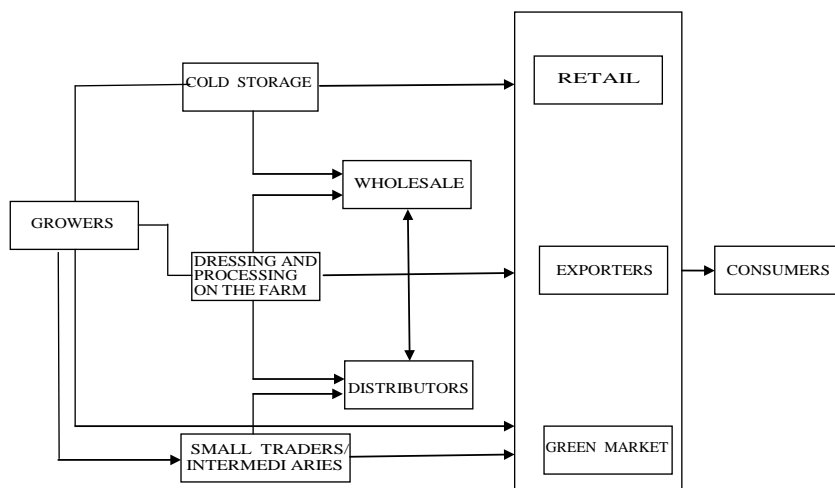 COLD STORAGE
RETAIL
WHOLESALE
GROWERS
DRESSING AND
PROCESSING
ON THE FARM
EXPORTERS
CONSUMERS
DISTRIBUTORS
SMALL TRADERS/
INTERMEDI ARIES
GREEN MARKET